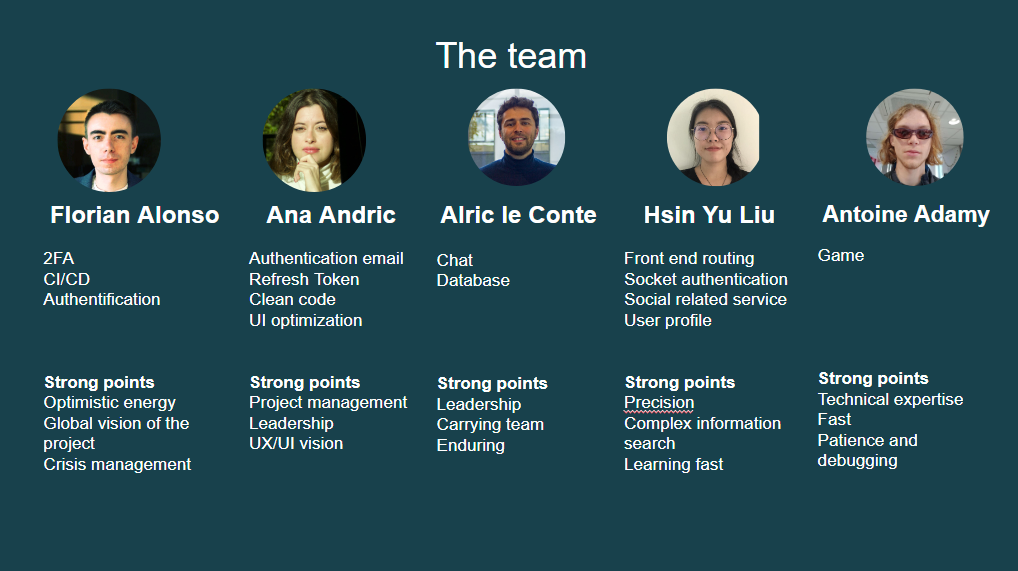 The team
Florian Alonso
Ana Andric
Alric le Conte
Hsin Yu Liu
Antoine Adamy
2FA
CI/CD
Authentification
Authentication email
Refresh Token
Clean code
UI optimization
Chat
Database
Front end routing
Socket authentication
Social related service
User profile
Game
Strong points
Optimistic energy
Global vision of the
project
Crisis management
Strong points
Project management
Leadership
UX/UI vision
Strong points
Leadership
Carrying team
Enduring
Strong points
Precision
Complex information
search
Learning fast
Strong points
Technical expertise
Fast
Patience and
debugging